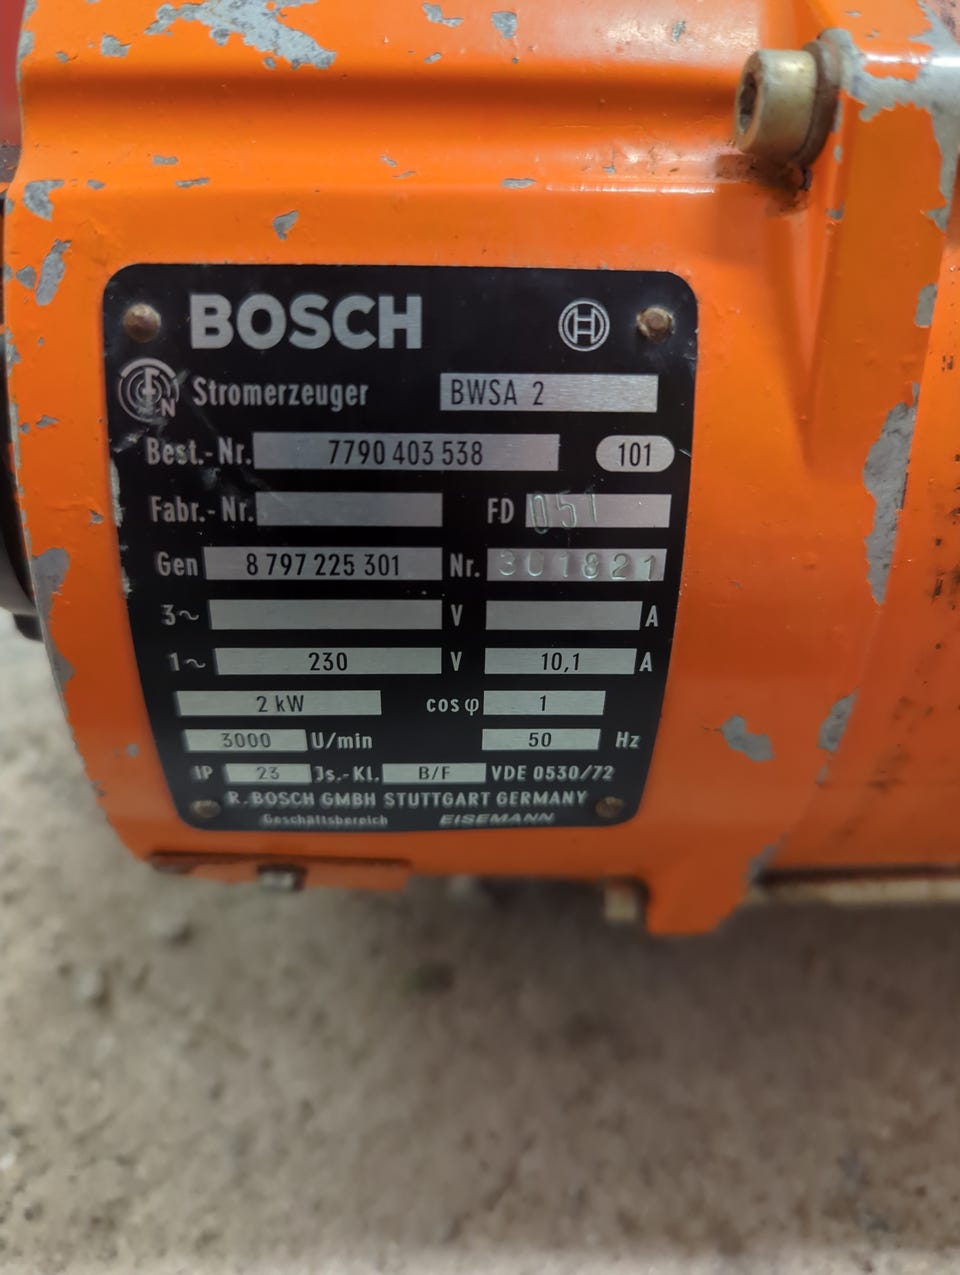 BOSCH
FN Stromerzeuger BWSA 2
Best.-Nr. 7790 403 538 101
Fabr.-Nr. FD 051
Gen 8 797 225 301 Nr. 301821
3~ V A
1~ 230 V 10,1 A
2 kW cos φ 1
3000 U/min 50 Hz
IP 23 Js.-Kl. B/F VDE 0530/72
R. BOSCH GMBH STUTTGART GERMANY
Geschäftsbereich EISEMANN